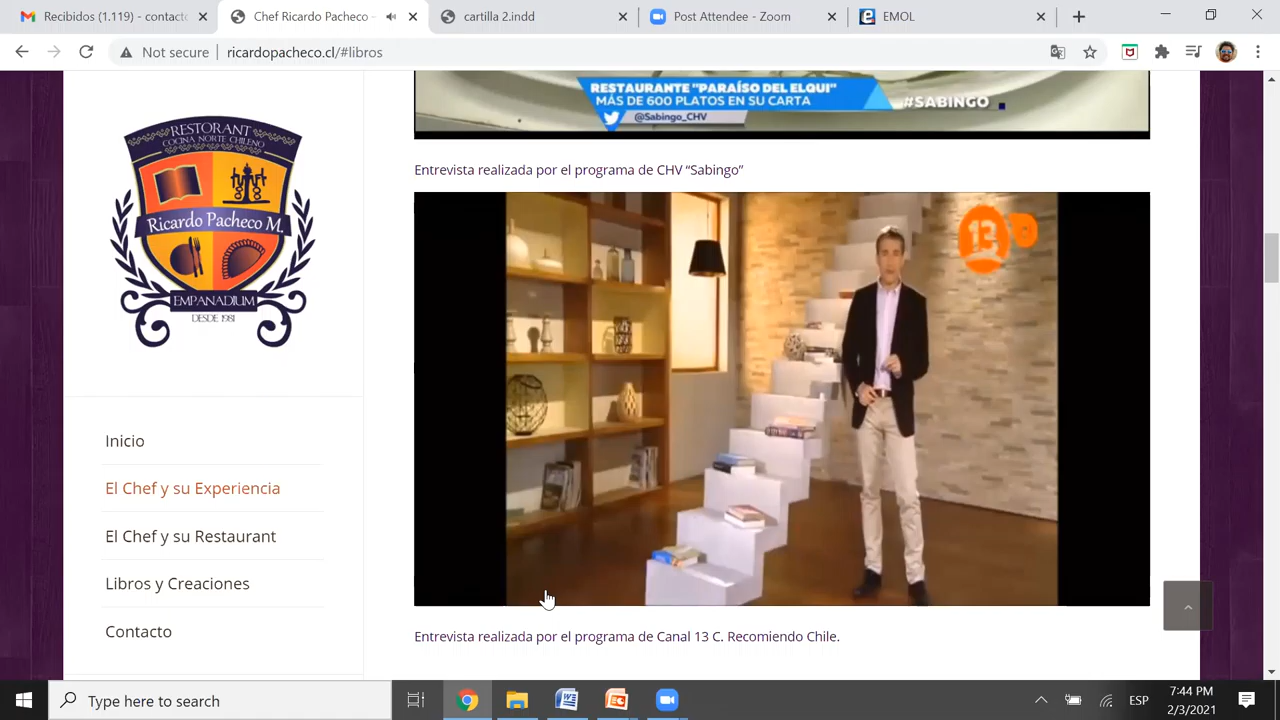 Recibidos (1.119) - contacto
Chef Ricardo Pacheco -
cartilla 2.indd
Post Attendee - Zoom
EMOL
Not secure
ricardopacheco.cl/#libros
RESTORANT
COCINA NORTE CHILENO
Ricardo Pacheco M.
EMPANADIUM
DESDE 1981
Inicio
El Chef y su Experiencia
El Chef y su Restaurant
Libros y Creaciones
Contacto
RESTAURANTE "PARAÍSO DEL ELQUI"
MÁS DE 600 PLATOS EN SU CARTA
#SABINGO
@Sabingo_CHV
Entrevista realizada por el programa de CHV “Sabingo”
13
Entrevista realizada por el programa de Canal 13 C. Recomiendo Chile.
Type here to search
ESP
7:44 PM
2/3/2021